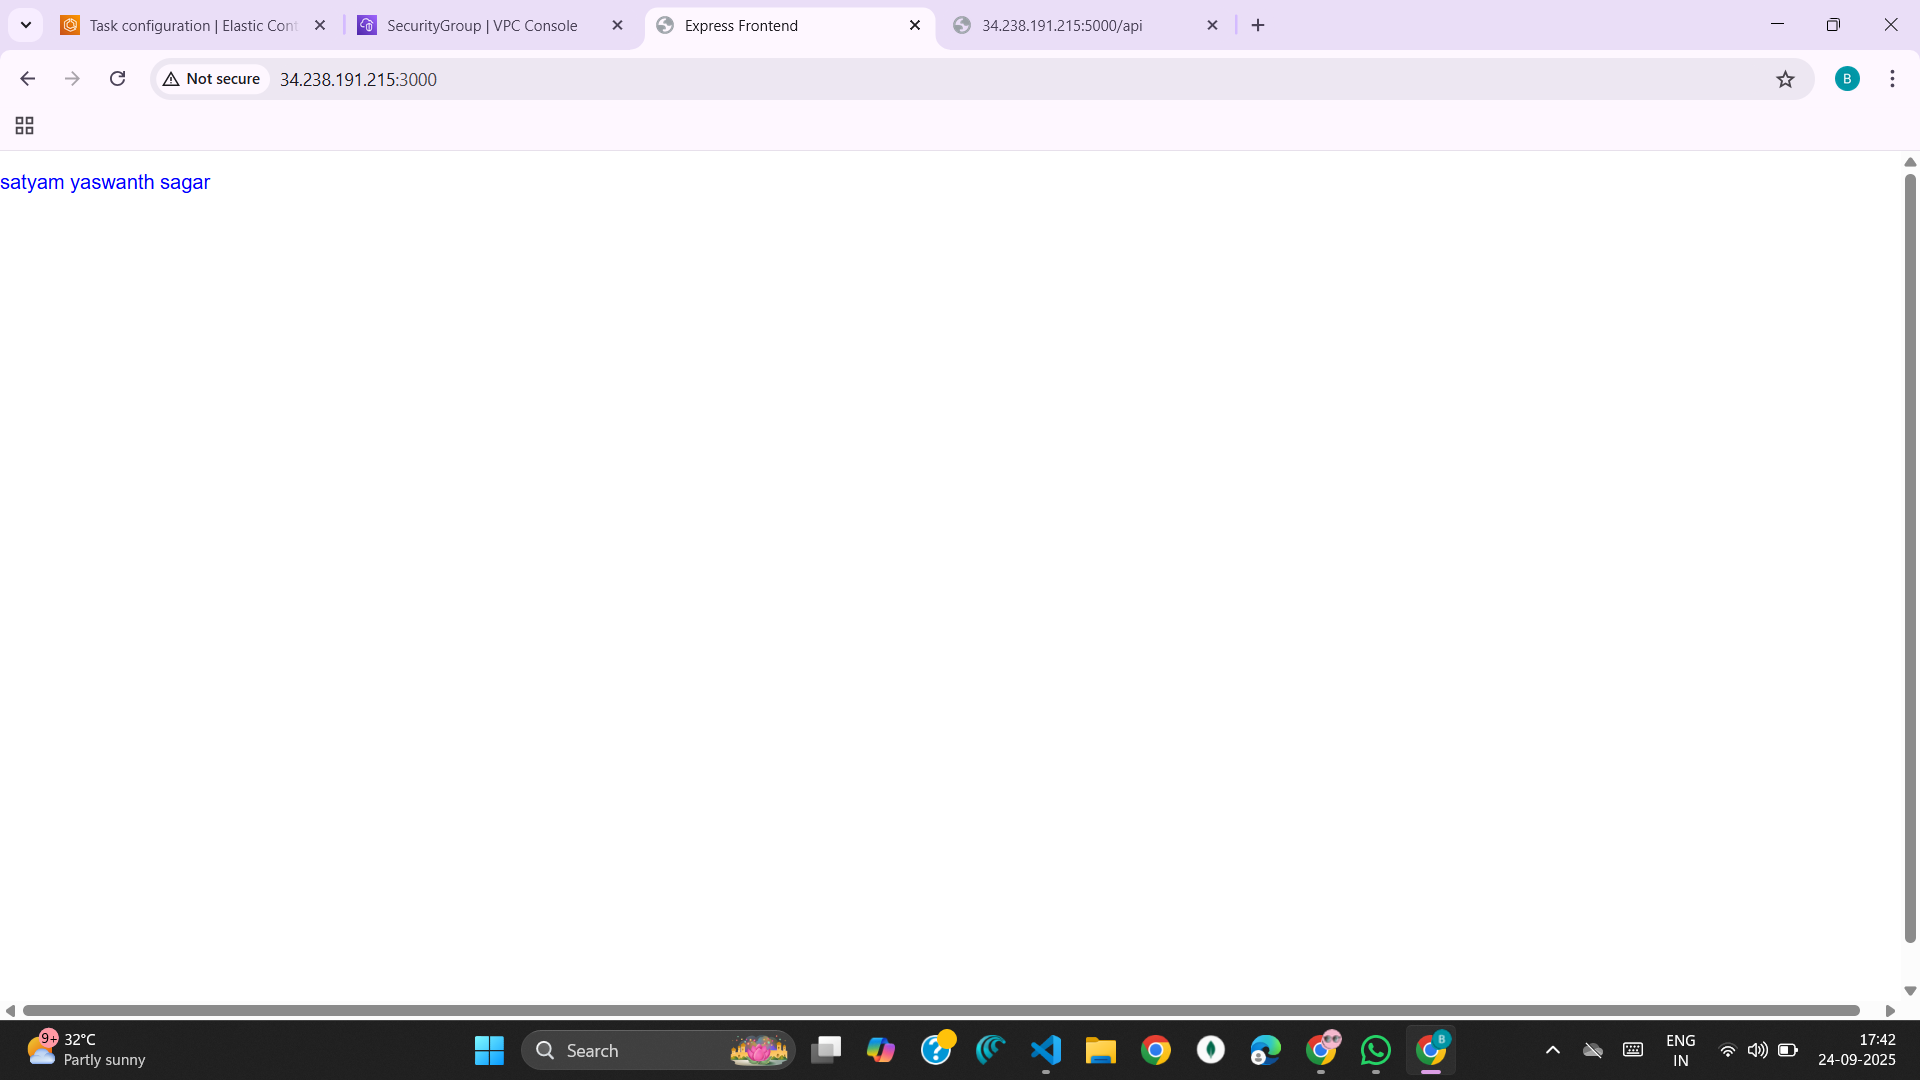 Task configuration | Elastic Cont
SecurityGroup | VPC Console
Express Frontend
34.238.191.215:5000/api
Not secure
34.238.191.215:3000
B
satyam yaswanth sagar
9+
32°C
Partly sunny
Search
B
ENG
IN
17:42
24-09-2025